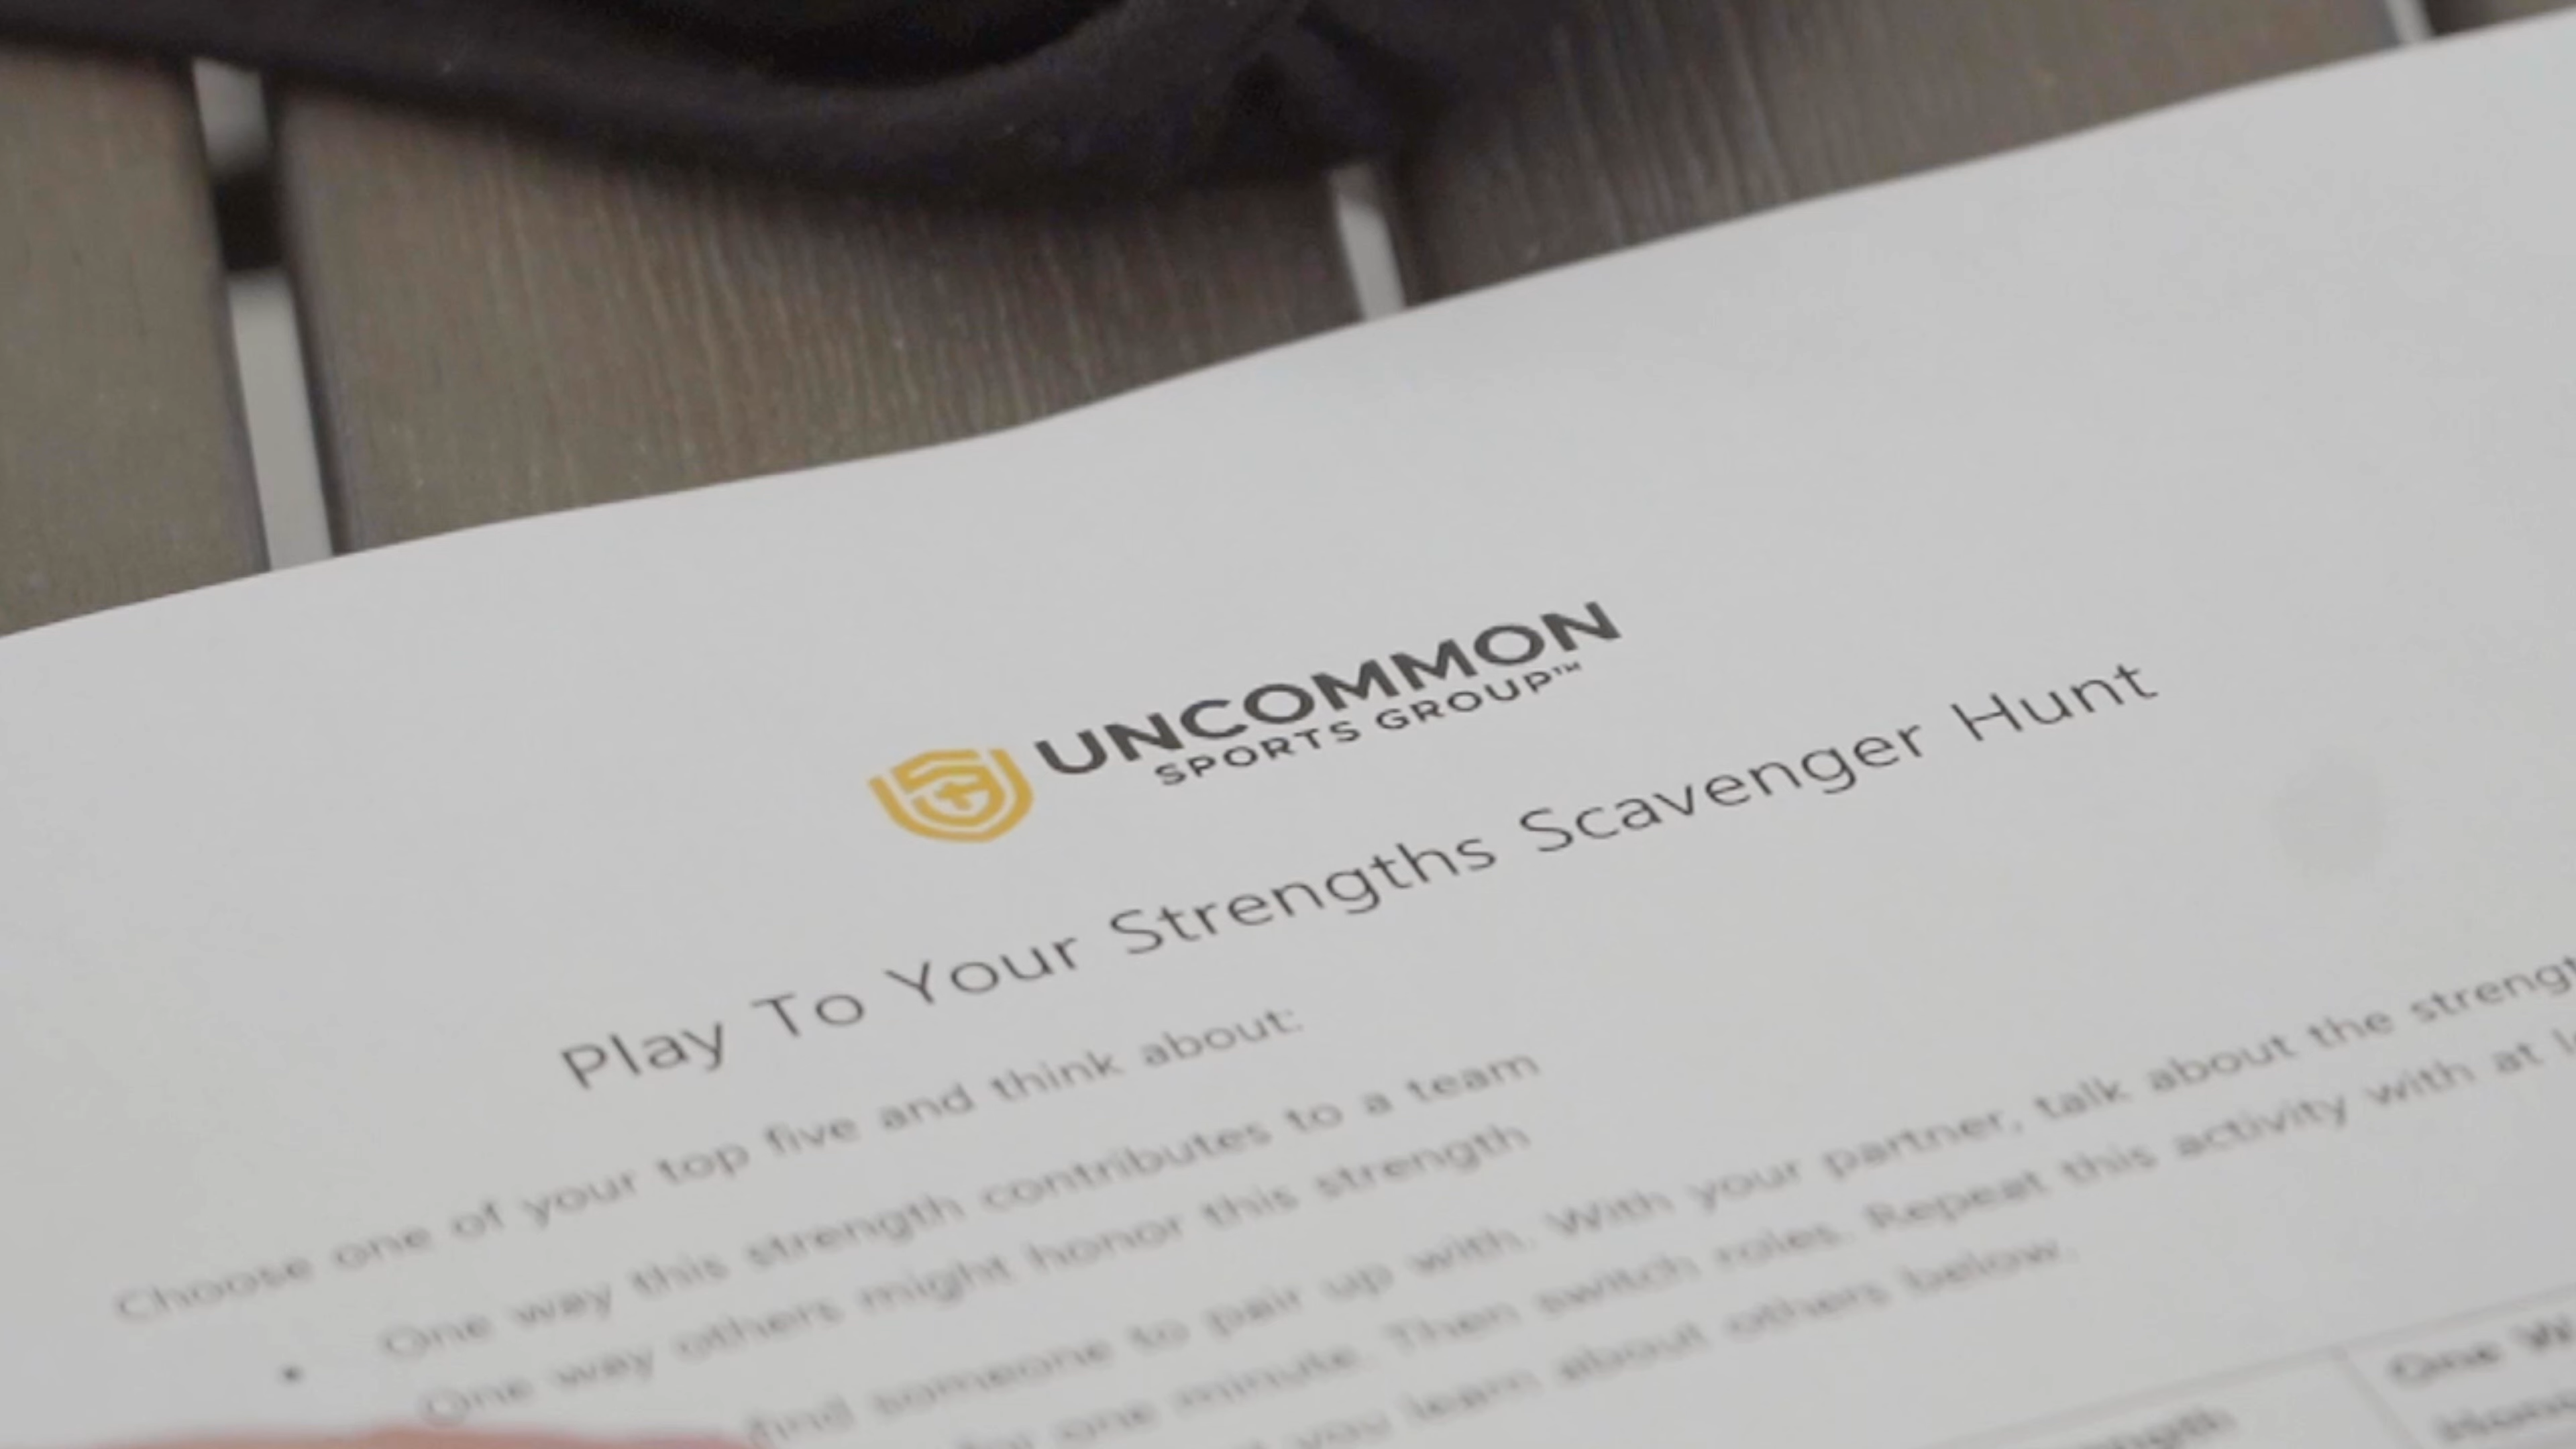 UNCOMMON
SPORTS GROUP™
Play To Your Strengths Scavenger Hunt
Choose one of your top five and think about:
• One way this strength contributes to a team
One way others might honor this strength
find someone to pair up with. With your partner, talk about the
for one minute. Then switch roles. Repeat this activity with at
you learn about others below.
One